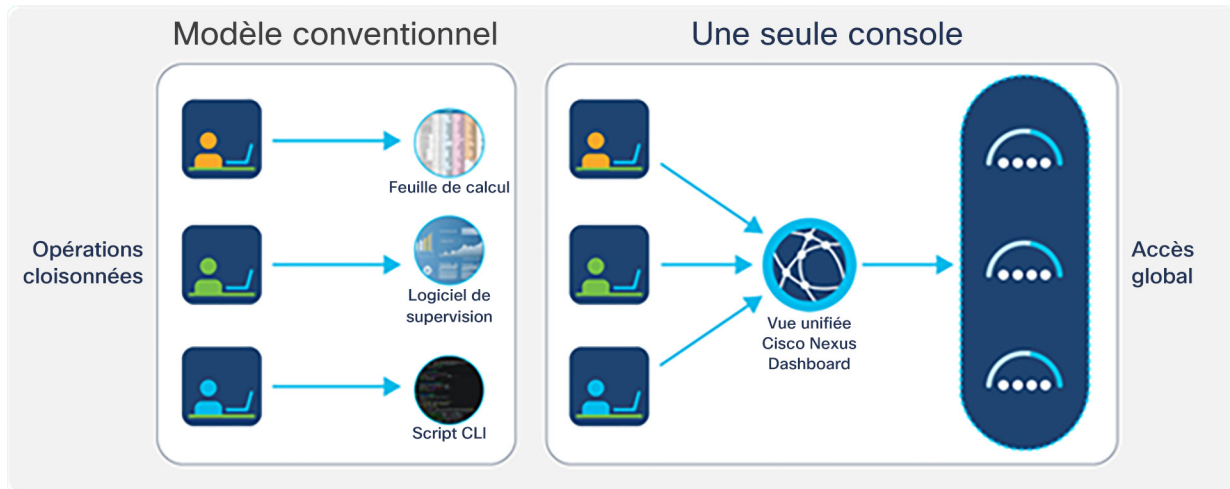 Modèle conventionnel
Une seule console
Opérations
cloisonnées
Feuille de calcul
Logiciel de
supervision
Script CLI
Vue unifiée
Cisco Nexus
Dashboard
Accès
global